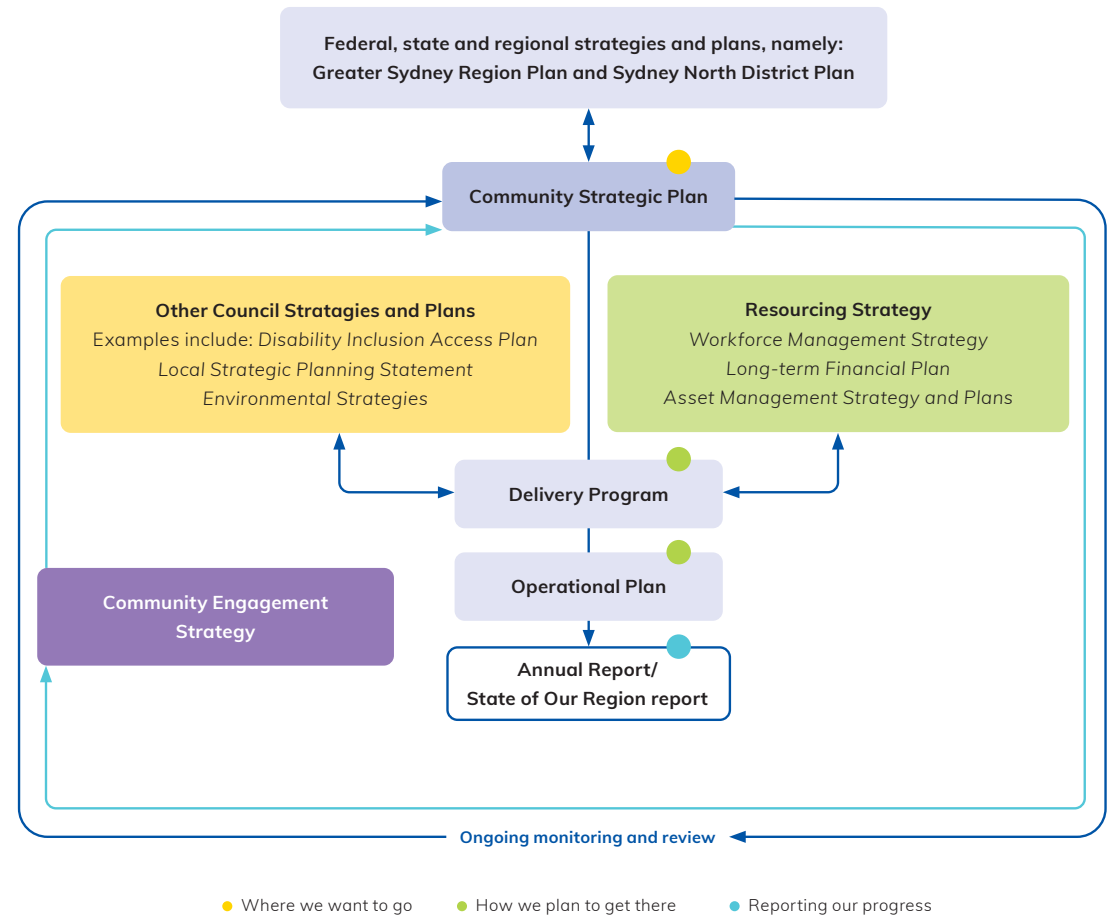 Federal, state and regional strategies and plans, namely:
Greater Sydney Region Plan and Sydney North District Plan
Community Strategic Plan
Other Council Stratagies and Plans
Examples include: Disability Inclusion Access Plan
Local Strategic Planning Statement
Environmental Strategies
Resourcing Strategy
Workforce Management Strategy
Long-term Financial Plan
Asset Management Strategy and Plans
Delivery Program
Operational Plan
Community Engagement
Strategy
Annual Report/
State of Our Region report
Ongoing monitoring and review
Where we want to go
How we plan to get there
Reporting our progress